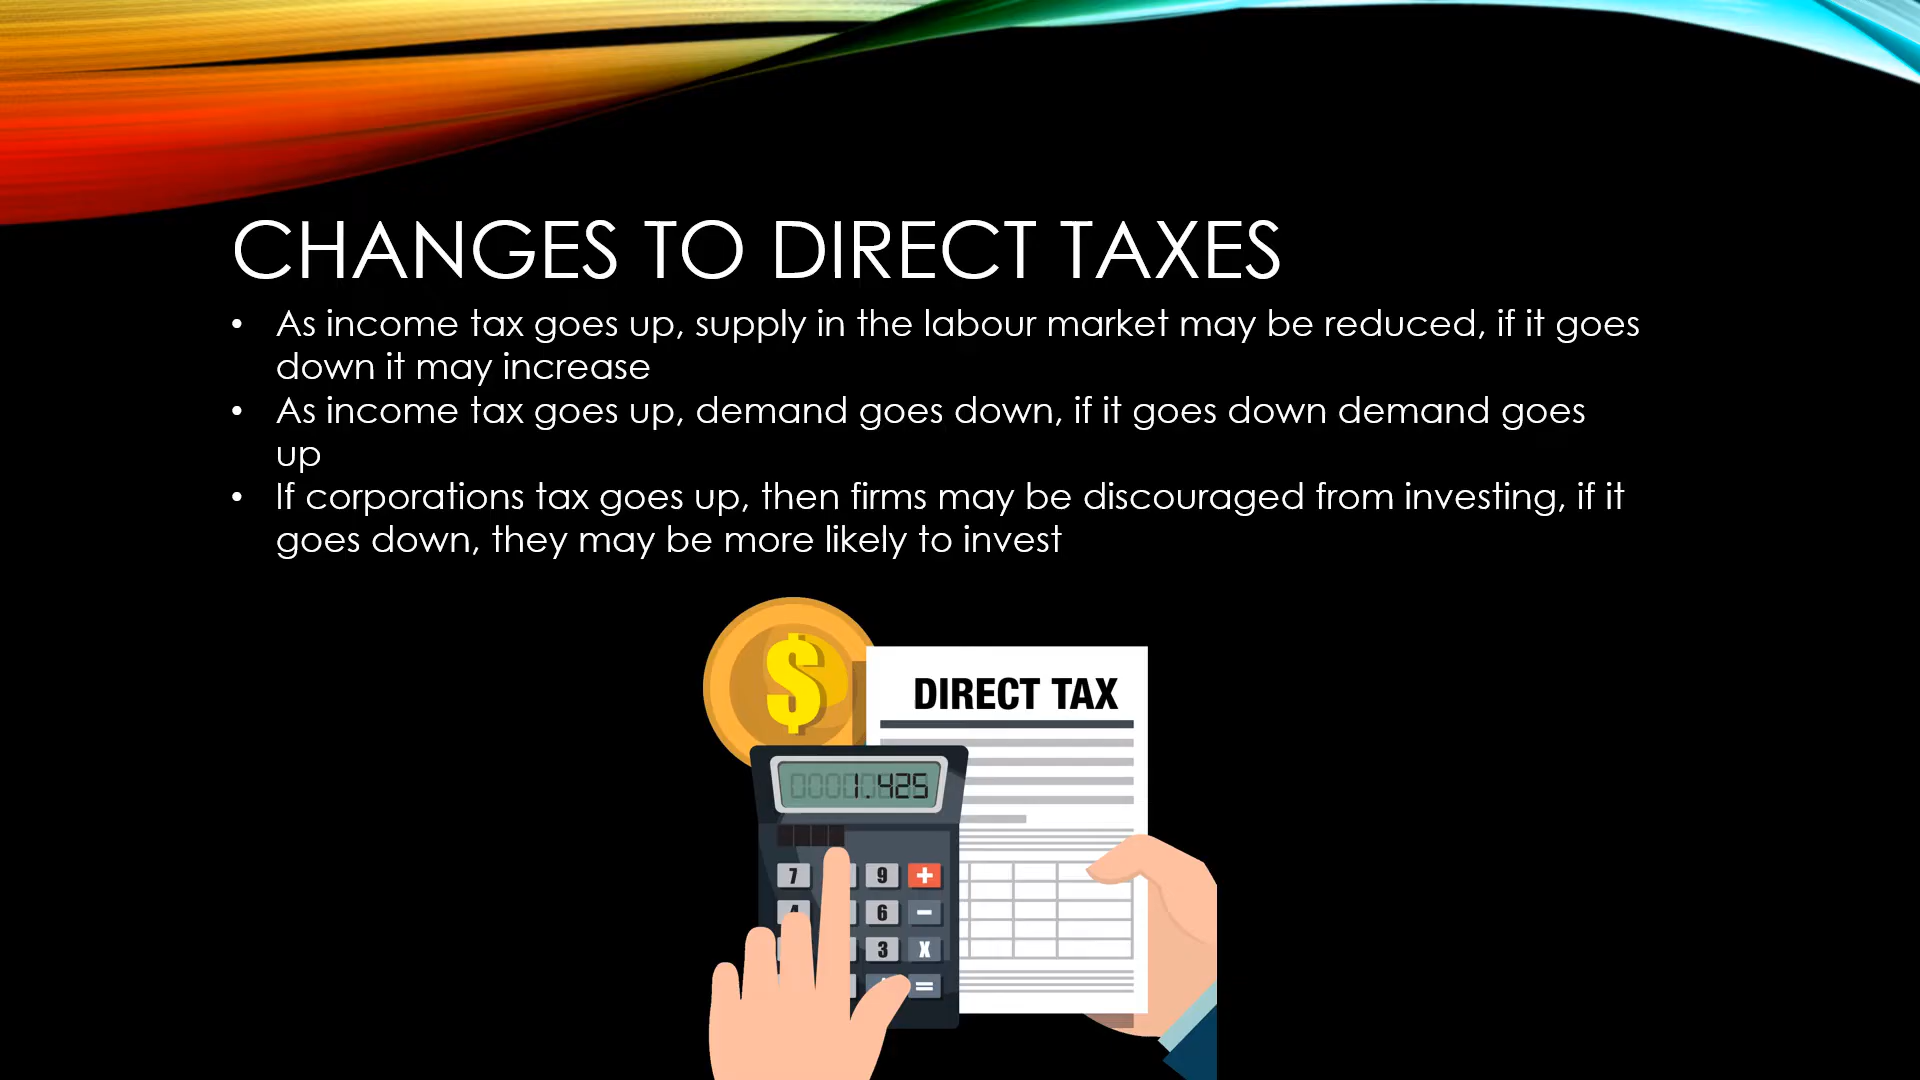 CHANGES TO DIRECT TAXES
• As income tax goes up, supply in the labour market may be reduced, if it goes
down it may increase
• As income tax goes up, demand goes down, if it goes down demand goes
up
• If corporations tax goes up, then firms may be discouraged from investing, if it
goes down, they may be more likely to invest
$
DIRECT TAX
1.425
7 9 +
4 6 −
3 X
=